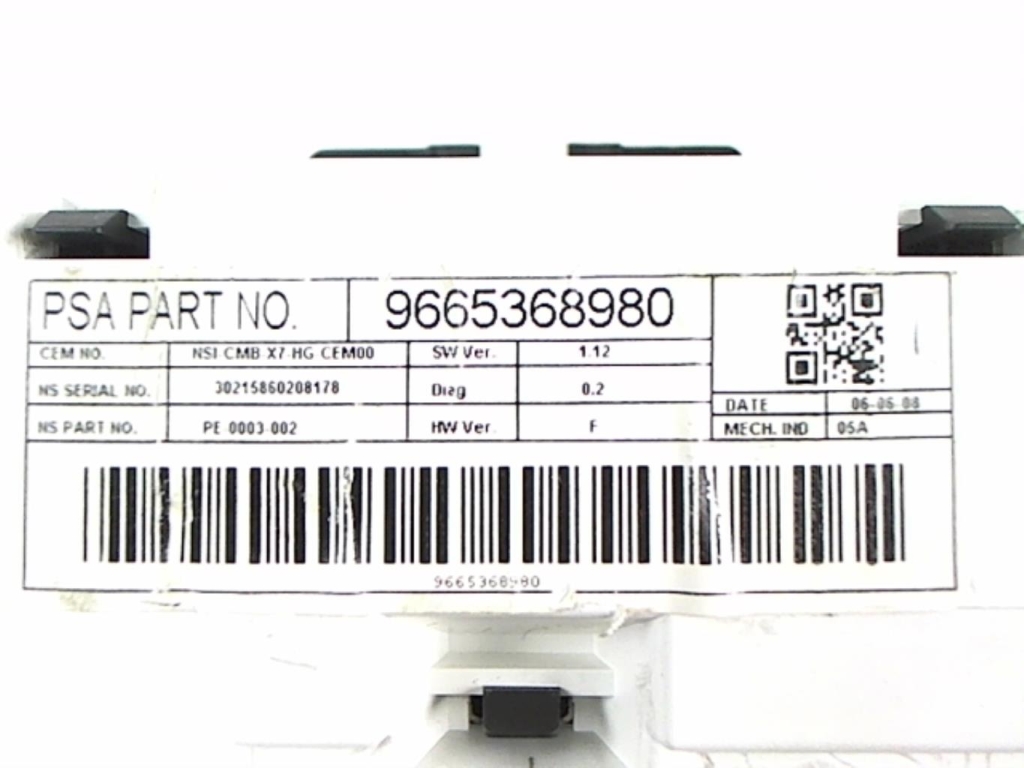 PSA PART NO. 9665368980
CEM NO. NSI-CMB-X7-HG-CEM00 SW Ver. 1.12
NS SERIAL NO. 30215860208178 Diag 0.2
DATE 06-06-08
NS PART NO. PE-0003-002 HW Ver. F
MECH. IND 05A
9665368980